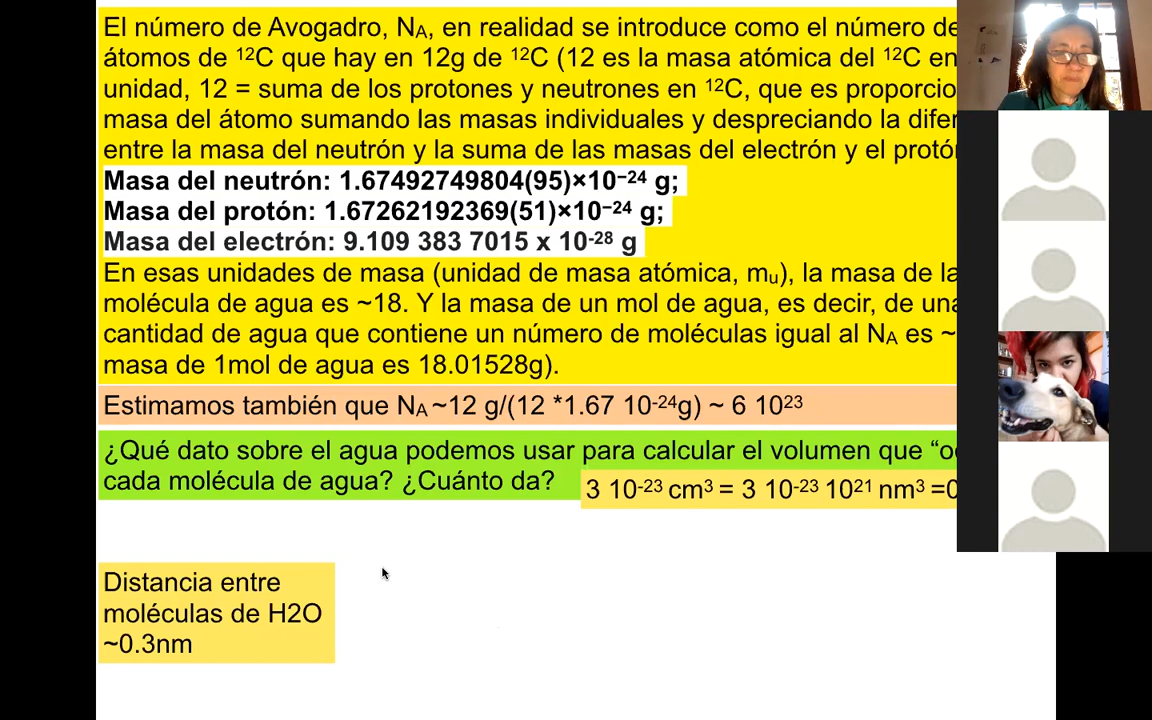 El número de Avogadro, NA, en realidad se introduce como el número de
átomos de ¹²C que hay en 12g de ¹²C (12 es la masa atómica del ¹²C en
unidad, 12 = suma de los protones y neutrones en ¹²C, que es
masa del átomo sumando las masas individuales y despreciando la
entre la masa del neutrón y la suma de las masas del electrón y el
Masa del neutrón: 1.67492749804(95)×10⁻²⁴ g;
Masa del protón: 1.67262192369(51)×10⁻²⁴ g;
Masa del electrón: 9.109 383 7015 x 10⁻²⁸ g
En esas unidades de masa (unidad de masa atómica, mᵤ), la masa de la
molécula de agua es ~18. Y la masa de un mol de agua, es decir, de una
cantidad de agua que contiene un número de moléculas igual al NA es ~
masa de 1mol de agua es 18.01528g).
Estimamos también que NA ~12 g/(12 *1.67 10⁻²⁴g) ~ 6 10²³
¿Qué dato sobre el agua podemos usar para calcular el volumen que
cada molécula de agua? ¿Cuánto da?
3 10⁻²³ cm³ = 3 10⁻²³ 10²¹ nm³ =0
Distancia entre
moléculas de H2O
~0.3nm